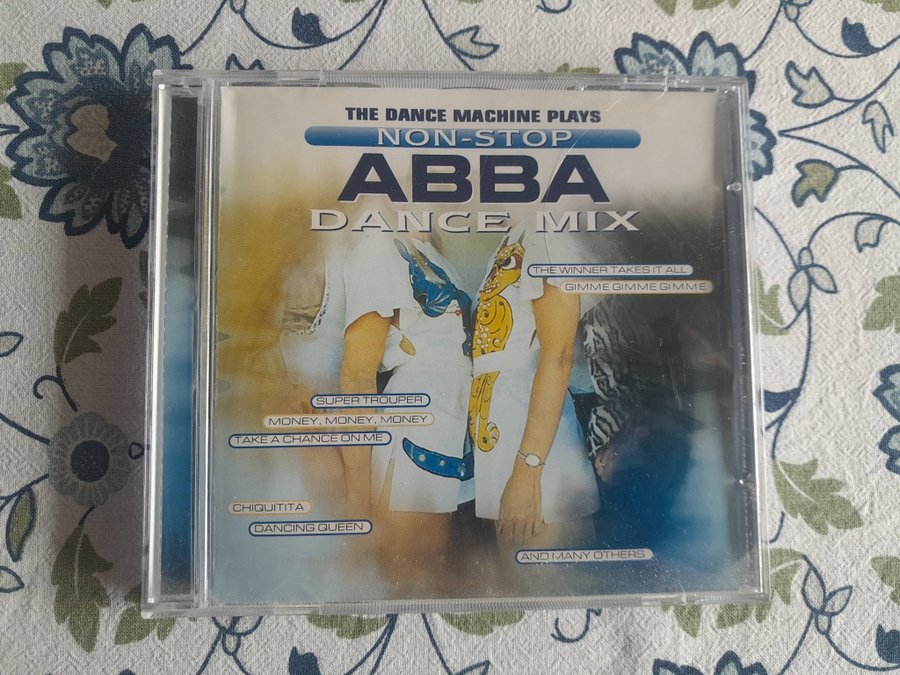 THE DANCE MACHINE PLAYS
NON-STOP
ABBA
DANCE MIX
THE WINNER TAKES IT ALL
GIMME GIMME GIMME
SUPER TROUPER
MONEY, MONEY, MONEY
TAKE A CHANCE ON ME
CHIQUITITA
DANCING QUEEN
AND MANY OTHERS